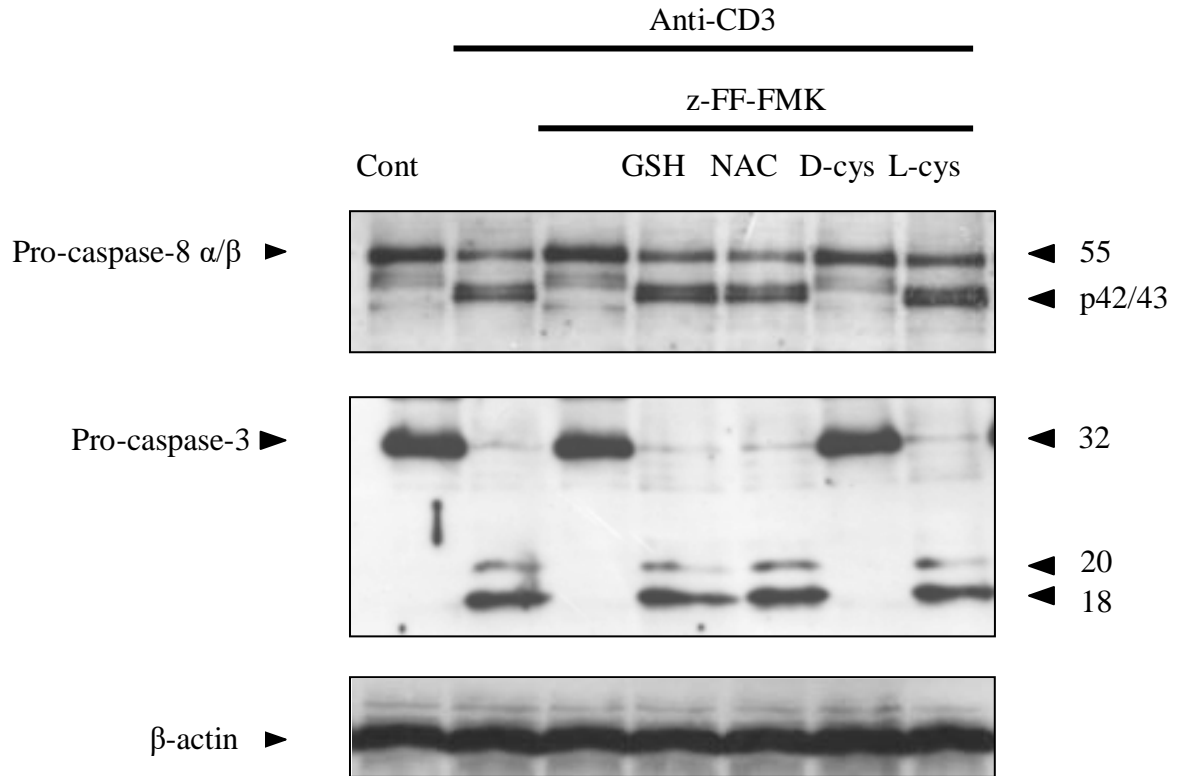 Anti-CD3
z-FF-FMK
Cont GSH NAC D-cys L-cys
Pro-caspase-8 α/β 55
p42/43
Pro-caspase-3 32
20
18
β-actin